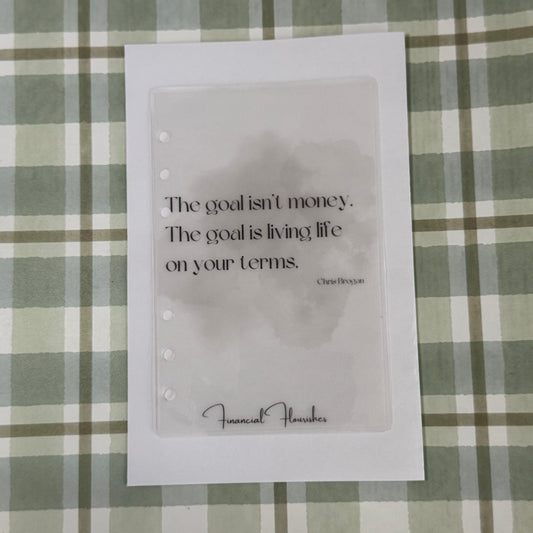 The goal isn't money.
The goal is living life
on your terms.
Chris Brogan
Financial Flourishes